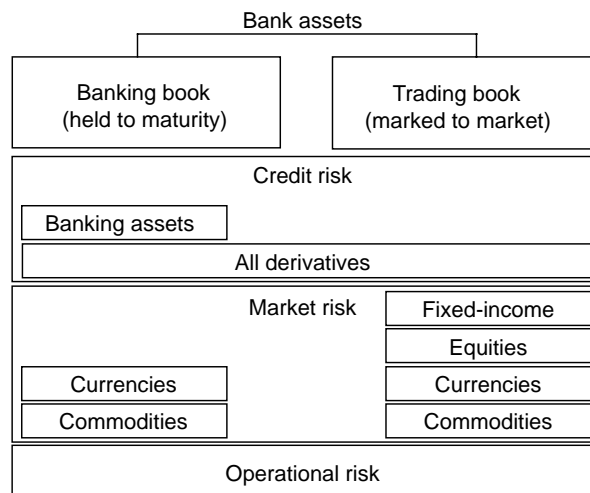 Bank assets
Banking book
(held to maturity)
Trading book
(marked to market)
Credit risk
Banking assets
All derivatives
Market risk
Fixed-income
Equities
Currencies
Currencies
Commodities
Commodities
Operational risk